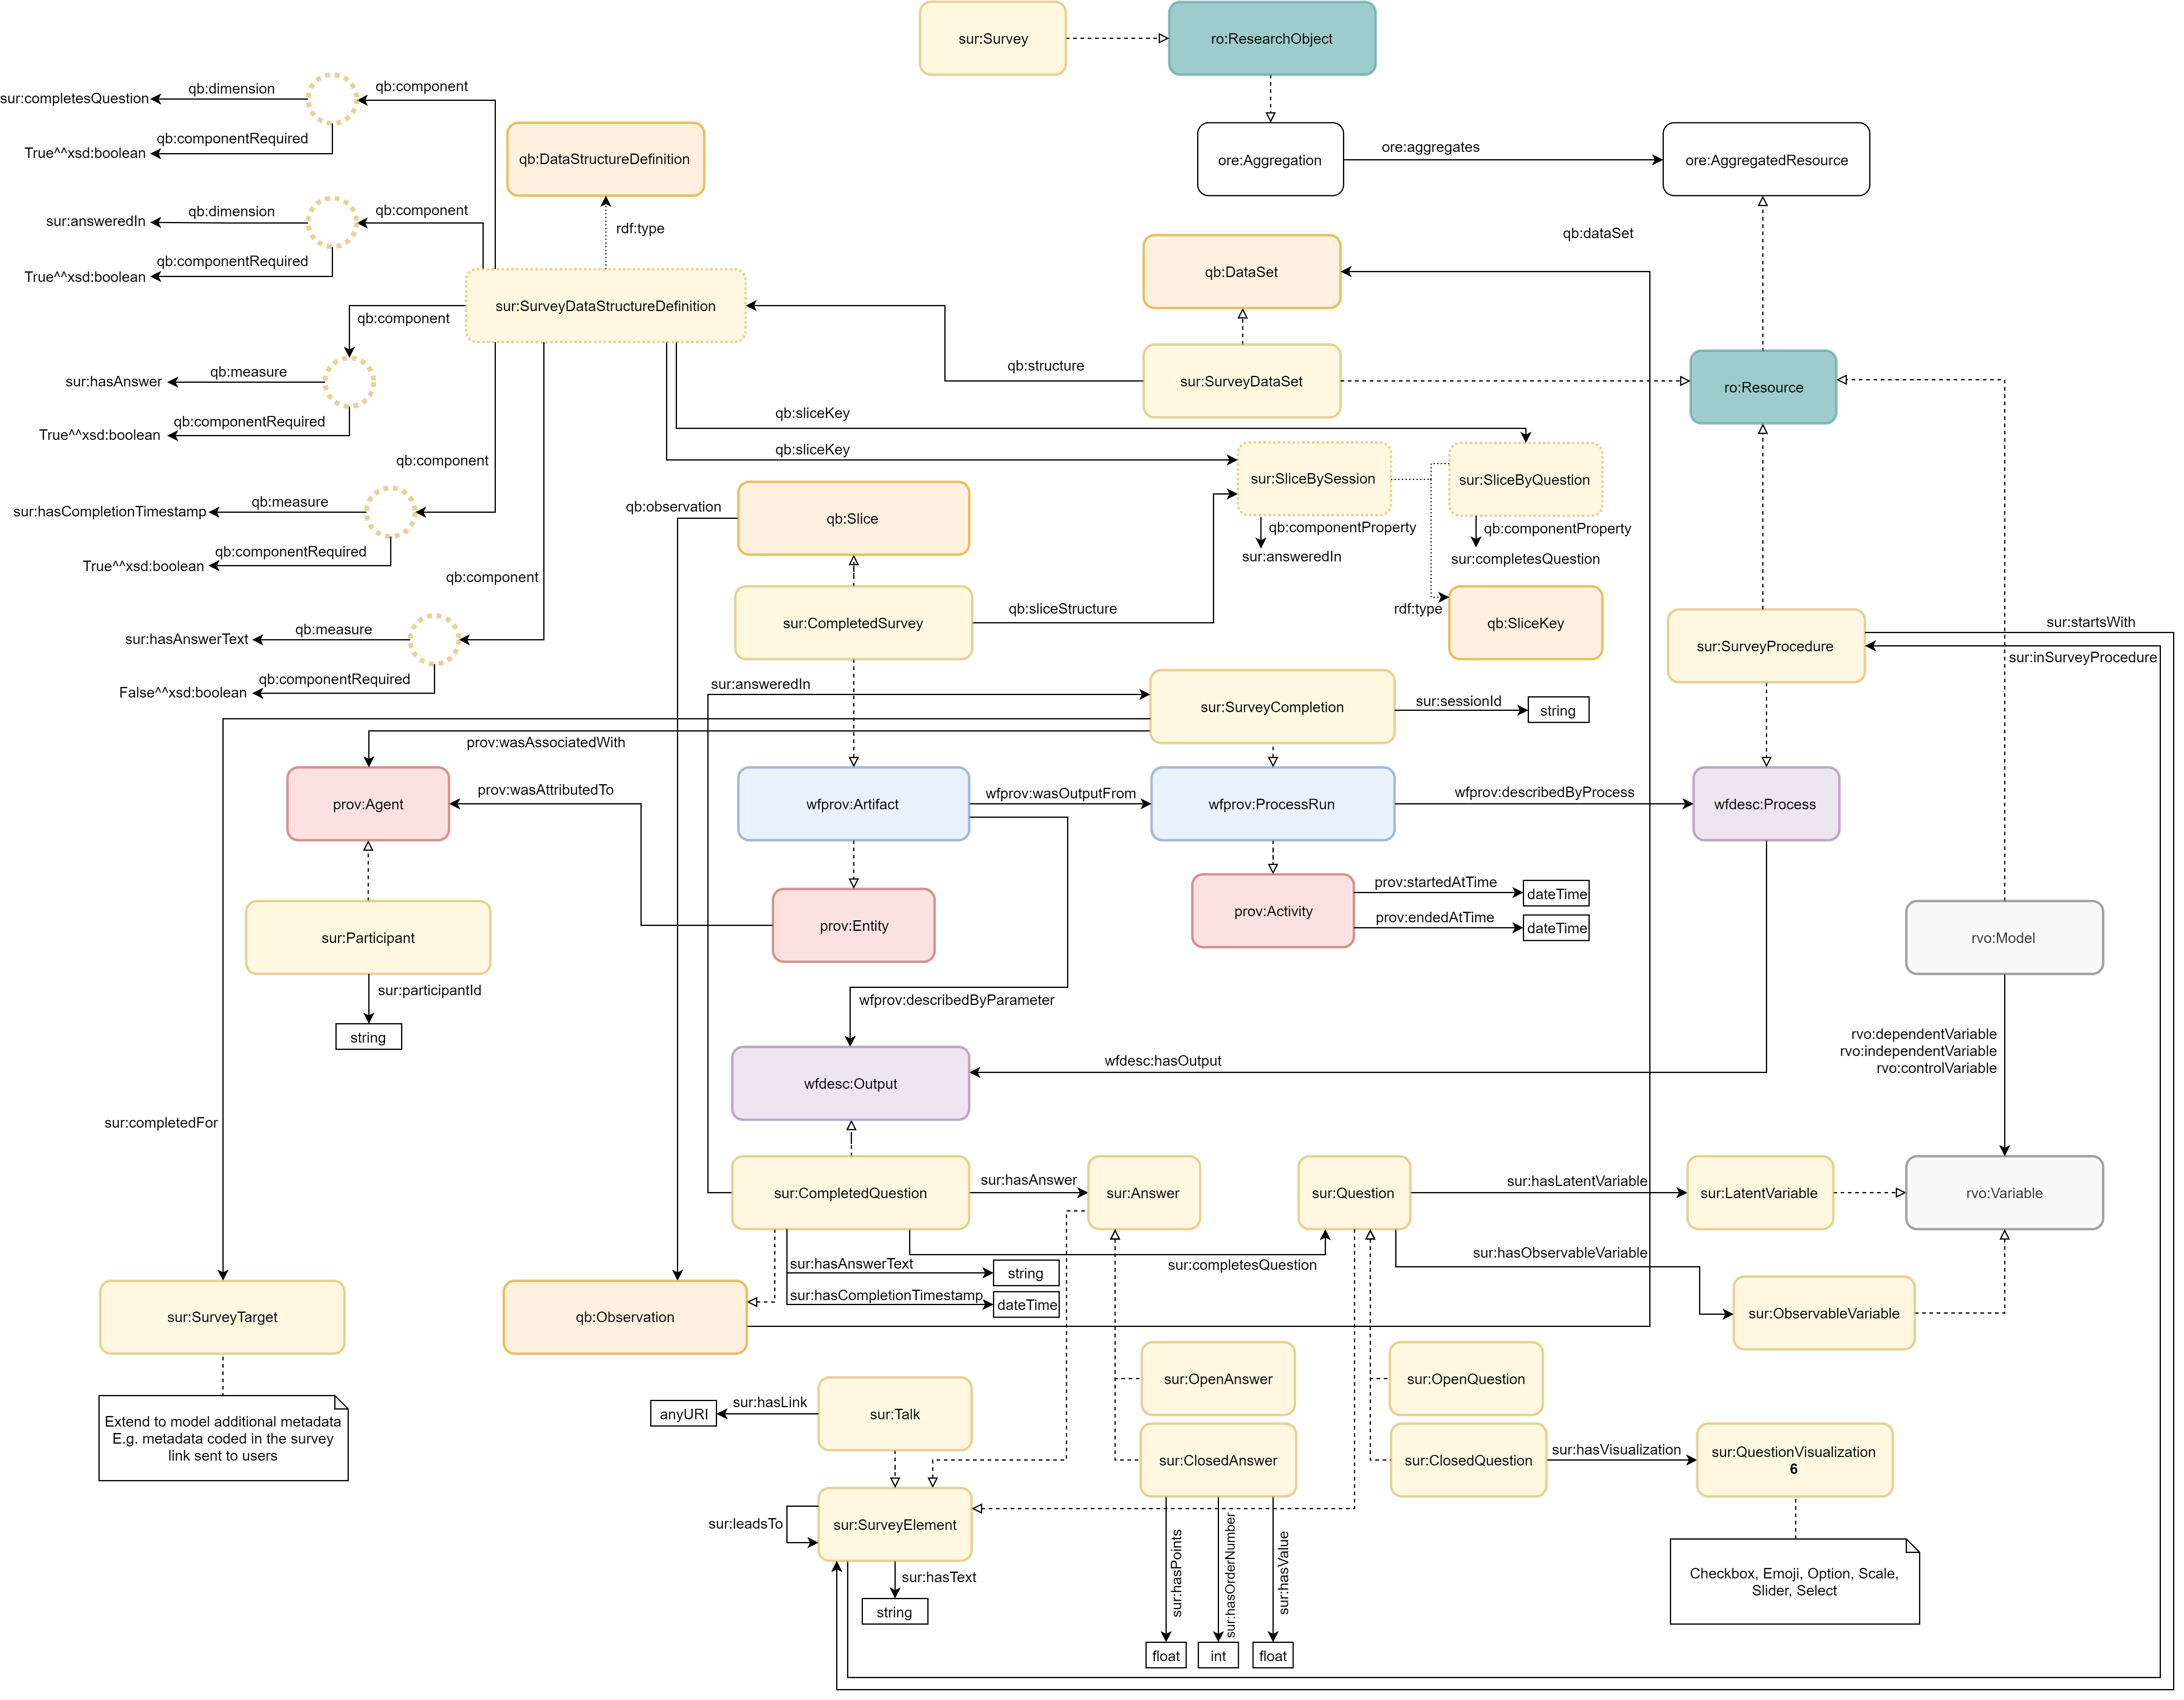 sur:Survey
ro:ResearchObject
qb:dimension
qb:component
sur:completesQuestion
qb:componentRequired
True^^xsd:boolean
qb:DataStructureDefinition
ore:Aggregation
ore:aggregates
ore:AggregatedResource
qb:dimension
qb:component
sur:answeredIn
rdf:type
qb:dataSet
qb:componentRequired
True^^xsd:boolean
qb:DataSet
sur:SurveyDataStructureDefinition
qb:component
qb:structure
sur:SurveyDataSet
ro:Resource
qb:measure
sur:hasAnswer
qb:componentRequired
True^^xsd:boolean
qb:sliceKey
qb:sliceKey
qb:component
sur:SliceBySession
sur:SliceByQuestion
qb:measure
sur:hasCompletionTimestamp
qb:observation
qb:Slice
qb:componentProperty
qb:componentProperty
qb:componentRequired
True^^xsd:boolean
sur:answeredIn
sur:completesQuestion
qb:component
qb:measure
sur:hasAnswerText
sur:CompletedSurvey
qb:sliceStructure
rdf:type
qb:SliceKey
sur:startsWith
sur:SurveyProcedure
sur:inSurveyProcedure
qb:componentRequired
False^^xsd:boolean
sur:answeredIn
sur:SurveyCompletion
sur:sessionId
string
prov:wasAssociatedWith
prov:Agent
prov:wasAttributedTo
wfprov:Artifact
wfprov:wasOutputFrom
wfprov:ProcessRun
wfprov:describedByProcess
wfdesc:Process
prov:startedAtTime
dateTime
prov:Entity
prov:Activity
prov:endedAtTime
dateTime
sur:Participant
rvo:Model
sur:participantId
wfprov:describedByParameter
string
rvo:dependentVariable
rvo:independentVariable
rvo:controlVariable
wfdesc:hasOutput
wfdesc:Output
sur:completedFor
sur:CompletedQuestion
sur:hasAnswer
sur:Answer
sur:Question
sur:hasLatentVariable
sur:LatentVariable
rvo:Variable
sur:hasObservableVariable
sur:hasAnswerText
string
sur:completesQuestion
sur:hasCompletionTimestamp
dateTime
sur:SurveyTarget
qb:Observation
sur:ObservableVariable
sur:OpenAnswer
sur:OpenQuestion
sur:hasLink
anyURI
sur:Talk
Extend to model additional metadata
E.g. metadata coded in the survey
link sent to users
sur:ClosedAnswer
sur:ClosedQuestion
sur:hasVisualization
sur:QuestionVisualization
6
sur:leadsTo
sur:SurveyElement
sur:hasPoints
sur:hasOrderNumber
sur:hasValue
sur:hasText
string
Checkbox, Emoji, Option, Scale,
Slider, Select
float
int
float